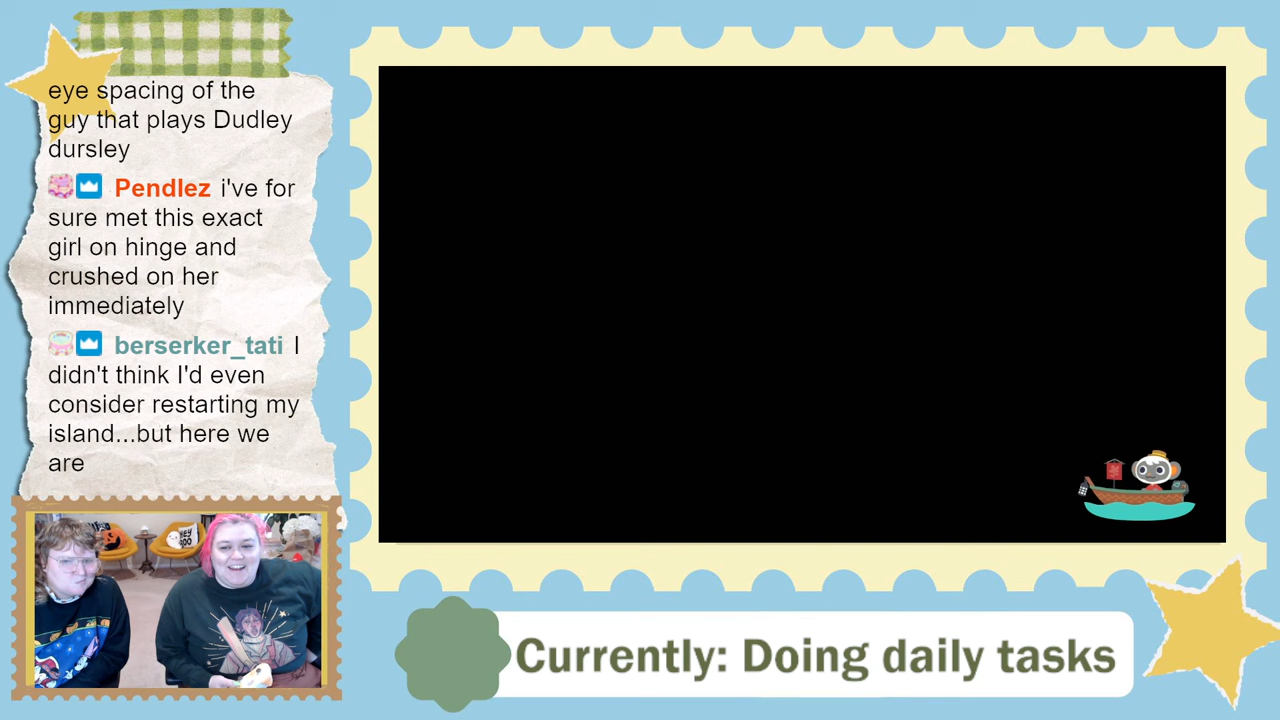 eye spacing of the
guy that plays Dudley
dursley
Pendlez i've for
sure met this exact
girl on hinge and
crushed on her
immediately
berserker_tati I
didn't think I'd even
consider restarting my
island...but here we
are
HEY
BOO
Currently: Doing daily tasks